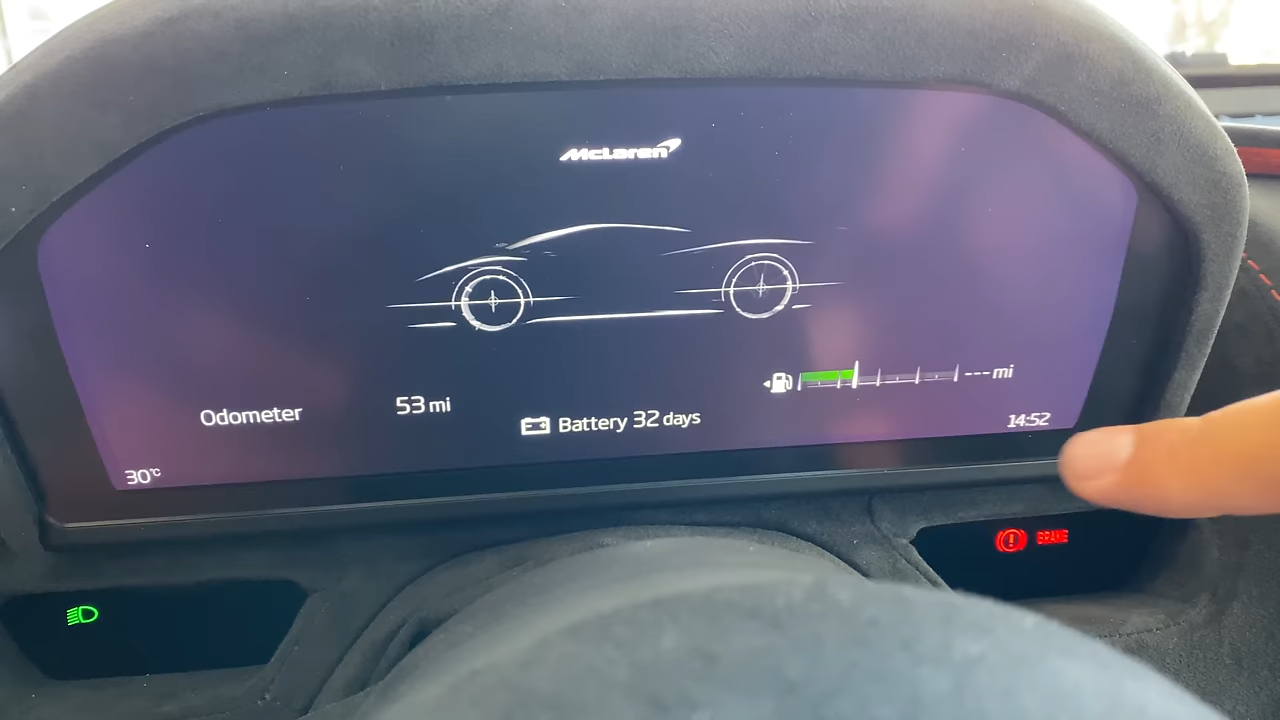 McLaren
--- mi
Odometer 53 mi
Battery 32 days
14:52
30°C
BRAKE